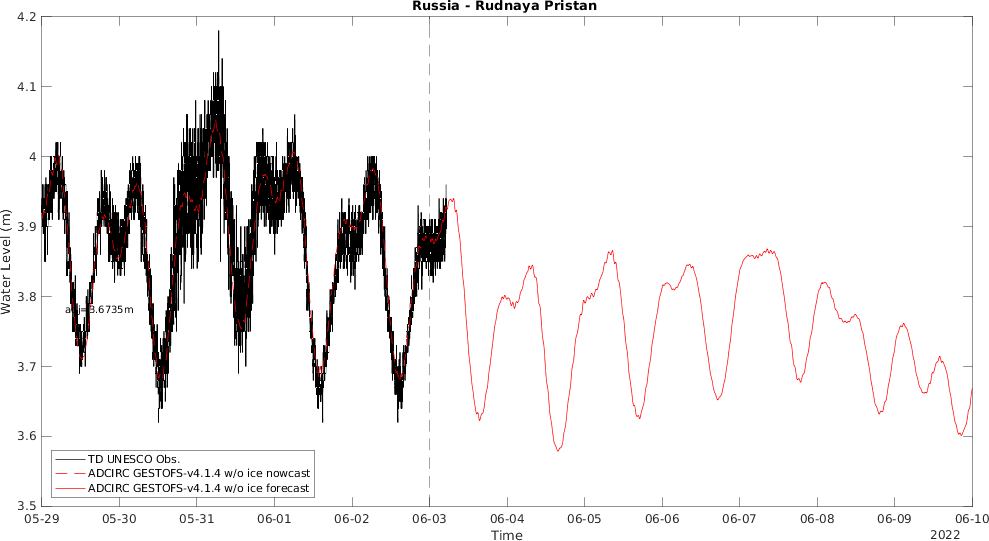 Russia - Rudnaya Pristan
Water Level (m)
4.2
4.1
4
3.9
3.8
3.7
3.6
3.5
adj=3.6735m
TD UNESCO Obs.
ADCIRC GESTOFS-v4.1.4 w/o ice nowcast
ADCIRC GESTOFS-v4.1.4 w/o ice forecast
05-29 05-30 05-31 06-01 06-02 06-03 06-04 06-05 06-06 06-07 06-08 06-09 06-10
Time
2022